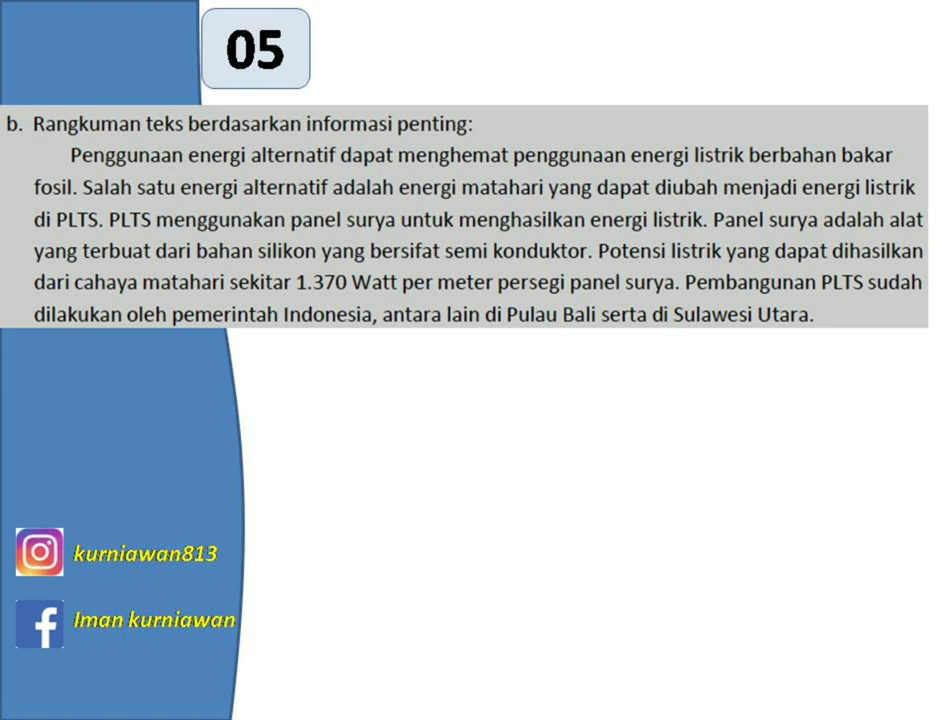 05
b. Rangkuman teks berdasarkan informasi penting:
Penggunaan energi alternatif dapat menghemat penggunaan energi listrik berbahan bakar
fosil. Salah satu energi alternatif adalah energi matahari yang dapat diubah menjadi energi listrik
di PLTS. PLTS menggunakan panel surya untuk menghasilkan energi listrik. Panel surya adalah alat
yang terbuat dari bahan silikon yang bersifat semi konduktor. Potensi listrik yang dapat dihasilkan
dari cahaya matahari sekitar 1.370 Watt per meter persegi panel surya. Pembangunan PLTS sudah
dilakukan oleh pemerintah Indonesia, antara lain di Pulau Bali serta di Sulawesi Utara.
kurniawan813
Iman kurniawan